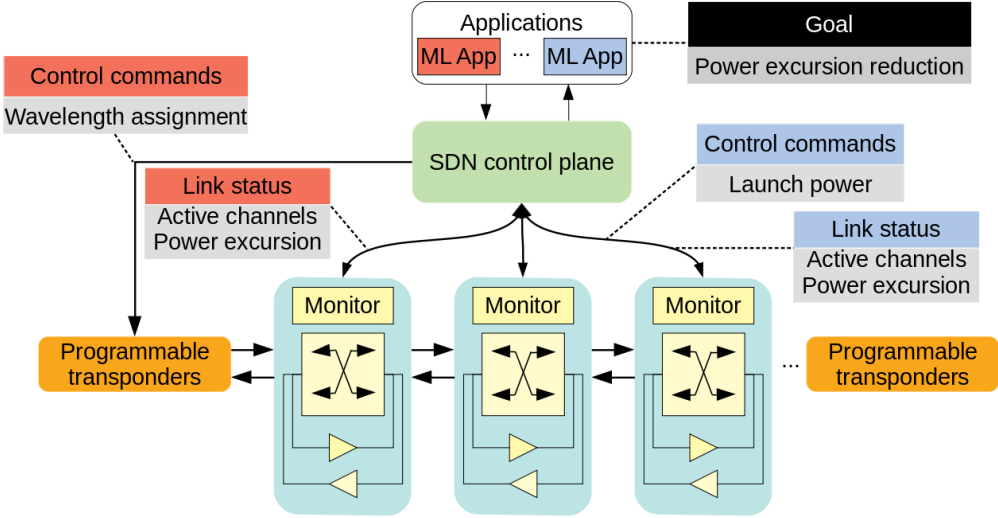 Applications
ML App ... ML App
Goal
Power excursion reduction
Control commands
Wavelength assignment
SDN control plane
Control commands
Launch power
Link status
Active channels
Power excursion
Link status
Active channels
Power excursion
Monitor
Monitor
Monitor
Programmable
transponders
...
Programmable
transponders